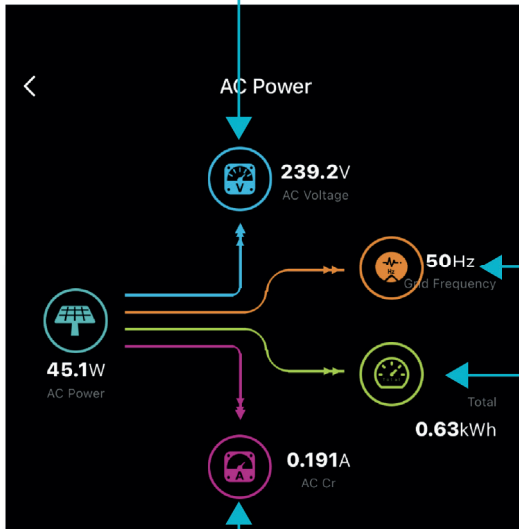 AC Power
V
239.2V
AC Voltage
Hz
50Hz
Grid Frequency
45.1W
AC Power
Total
0.63kWh
A
0.191A
AC Cr